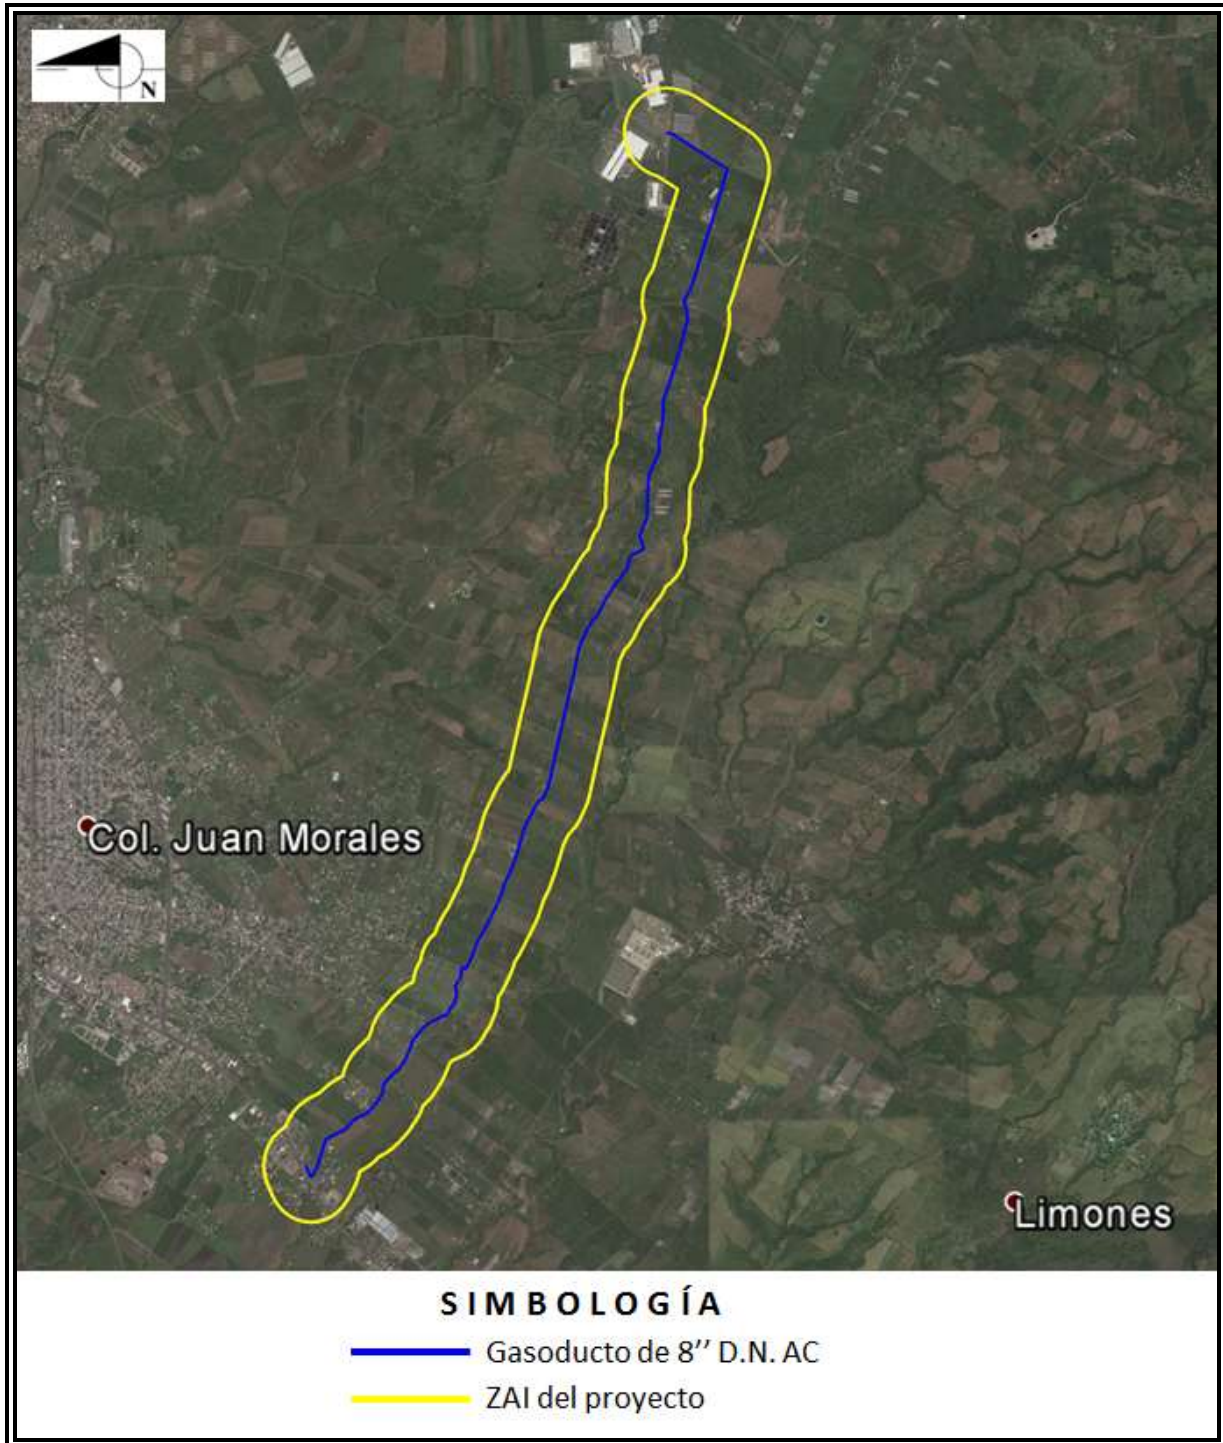 N
Col. Juan Morales
Limones
SIMBOLOGÍA
Gasoducto de 8’’ D.N. AC
ZAI del proyecto